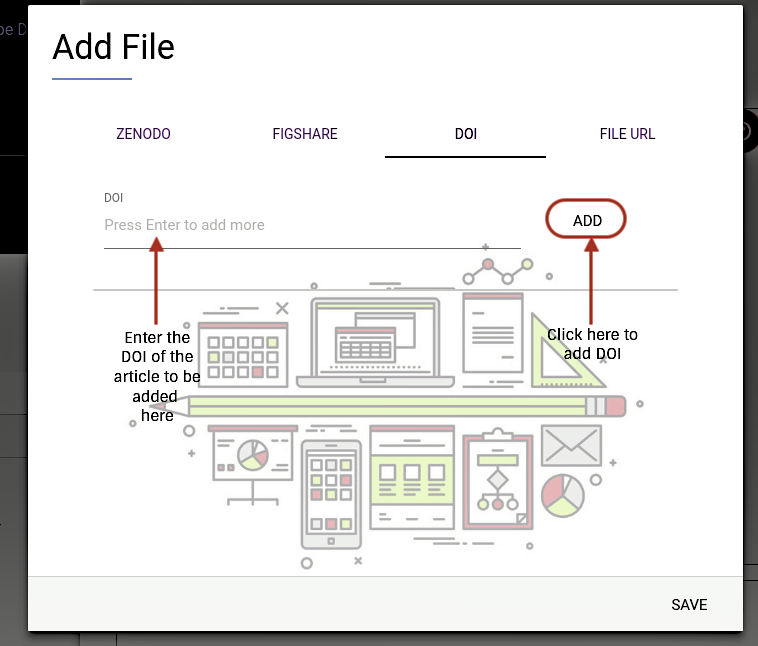 Add File
ZENODO FIGSHARE DOI FILE URL
DOI
Press Enter to add more
ADD
Enter the
DOI of the
article to be
added
here
Click here to
add DOI
SAVE